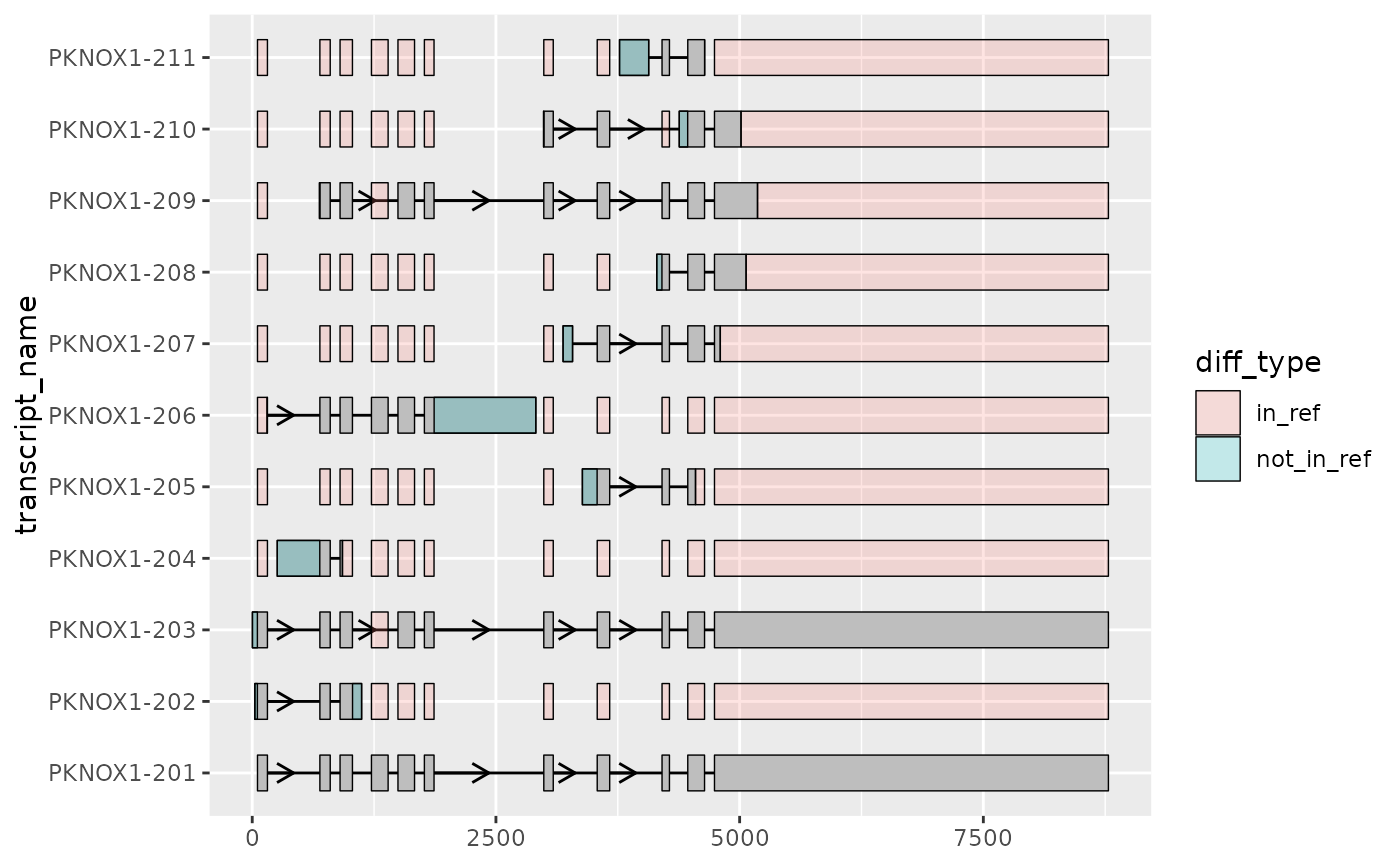 transcript_name
PKNOX1-211
PKNOX1-210
PKNOX1-209
PKNOX1-208
PKNOX1-207
PKNOX1-206
PKNOX1-205
PKNOX1-204
PKNOX1-203
PKNOX1-202
PKNOX1-201
0 2500 5000 7500
diff_type
in_ref
not_in_ref